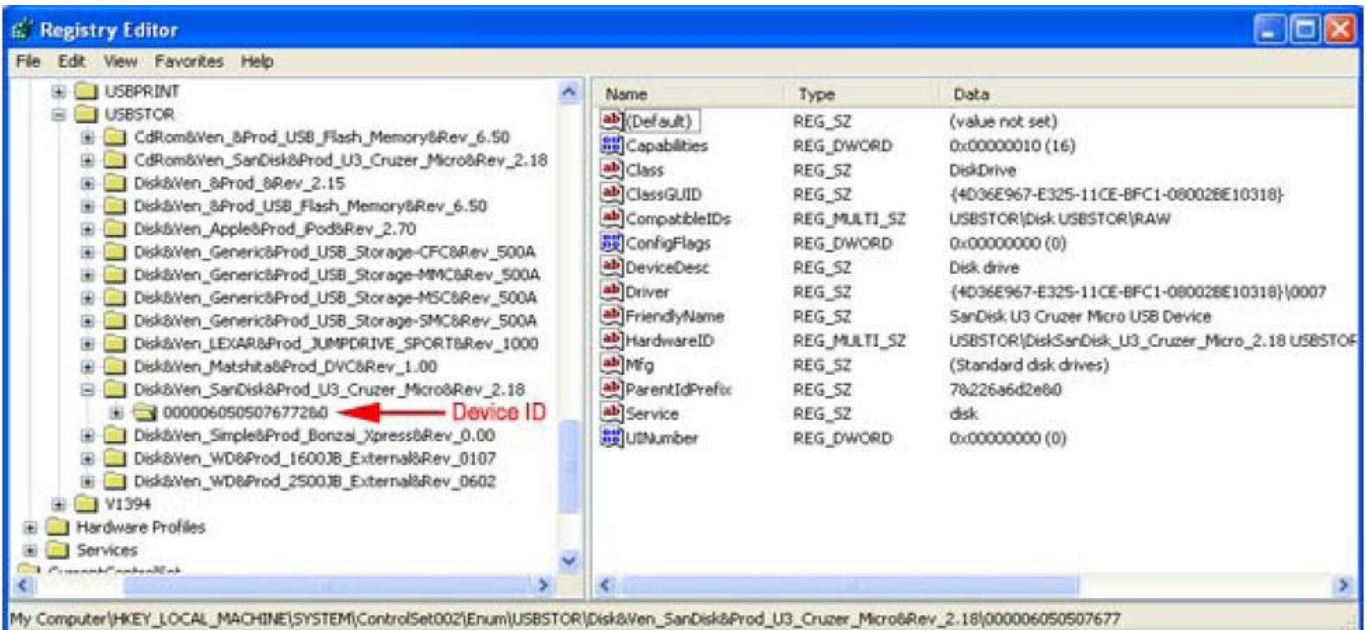 Registry Editor
File Edit View Favorites Help
USBPRINT
USBSTOR
CdRom&Ven_&Prod_USB_Flash_Memory&Rev_6.50
CdRom&Ven_SanDisk&Prod_U3_Cruzer_Micro&Rev_2.18
Disk&Ven_&Prod_&Rev_2.15
Disk&Ven_&Prod_USB_Flash_Memory&Rev_6.50
Disk&Ven_Apple&Prod_iPod&Rev_2.70
Disk&Ven_Generic&Prod_USB_Storage-CFC&Rev_500A
Disk&Ven_Generic&Prod_USB_Storage-MMC&Rev_500A
Disk&Ven_Generic&Prod_USB_Storage-MSC&Rev_500A
Disk&Ven_Generic&Prod_USB_Storage-SMC&Rev_500A
Disk&Ven_LEXAR&Prod_JUMPDRIVE_SPORT&Rev_1000
Disk&Ven_Matshita&Prod_DVC&Rev_1.00
Disk&Ven_SanDisk&Prod_U3_Cruzer_Micro&Rev_2.18
0000060505076772&0 Device ID
Disk&Ven_Simple&Prod_Bonzai_Xpress&Rev_0.00
Disk&Ven_WD&Prod_1600JB_External&Rev_0107
Disk&Ven_WD&Prod_2500JB_External&Rev_0602
V1394
Hardware Profiles
Services
CurrentControlSet
Name Type Data
(Default) REG_SZ (value not set)
Capabilities REG_DWORD 0x00000010 (16)
Class REG_SZ DiskDrive
ClassGUID REG_SZ {4D36E967-E325-11CE-BFC1-08002BE10318}
CompatibleIDs REG_MULTI_SZ USBSTOR\Disk USBSTOR\RAW
ConfigFlags REG_DWORD 0x00000000 (0)
DeviceDesc REG_SZ Disk drive
Driver REG_SZ {4D36E967-E325-11CE-BFC1-08002BE10318}\0007
FriendlyName REG_SZ SanDisk U3 Cruzer Micro USB Device
HardwareID REG_MULTI_SZ USBSTOR\DiskSanDisk_U3_Cruzer_Micro_2.18 USBSTOF
Mfg REG_SZ (Standard disk drives)
ParentIdPrefix REG_SZ 7&226a6d2e&0
Service REG_SZ disk
UINumber REG_DWORD 0x00000000 (0)
My Computer\HKEY_LOCAL_MACHINE\SYSTEM\ControlSet002\Enum\USBSTOR\Disk&Ven_SanDisk&Prod_U3_Cruzer_Micro&Rev_2.18\000006050507677